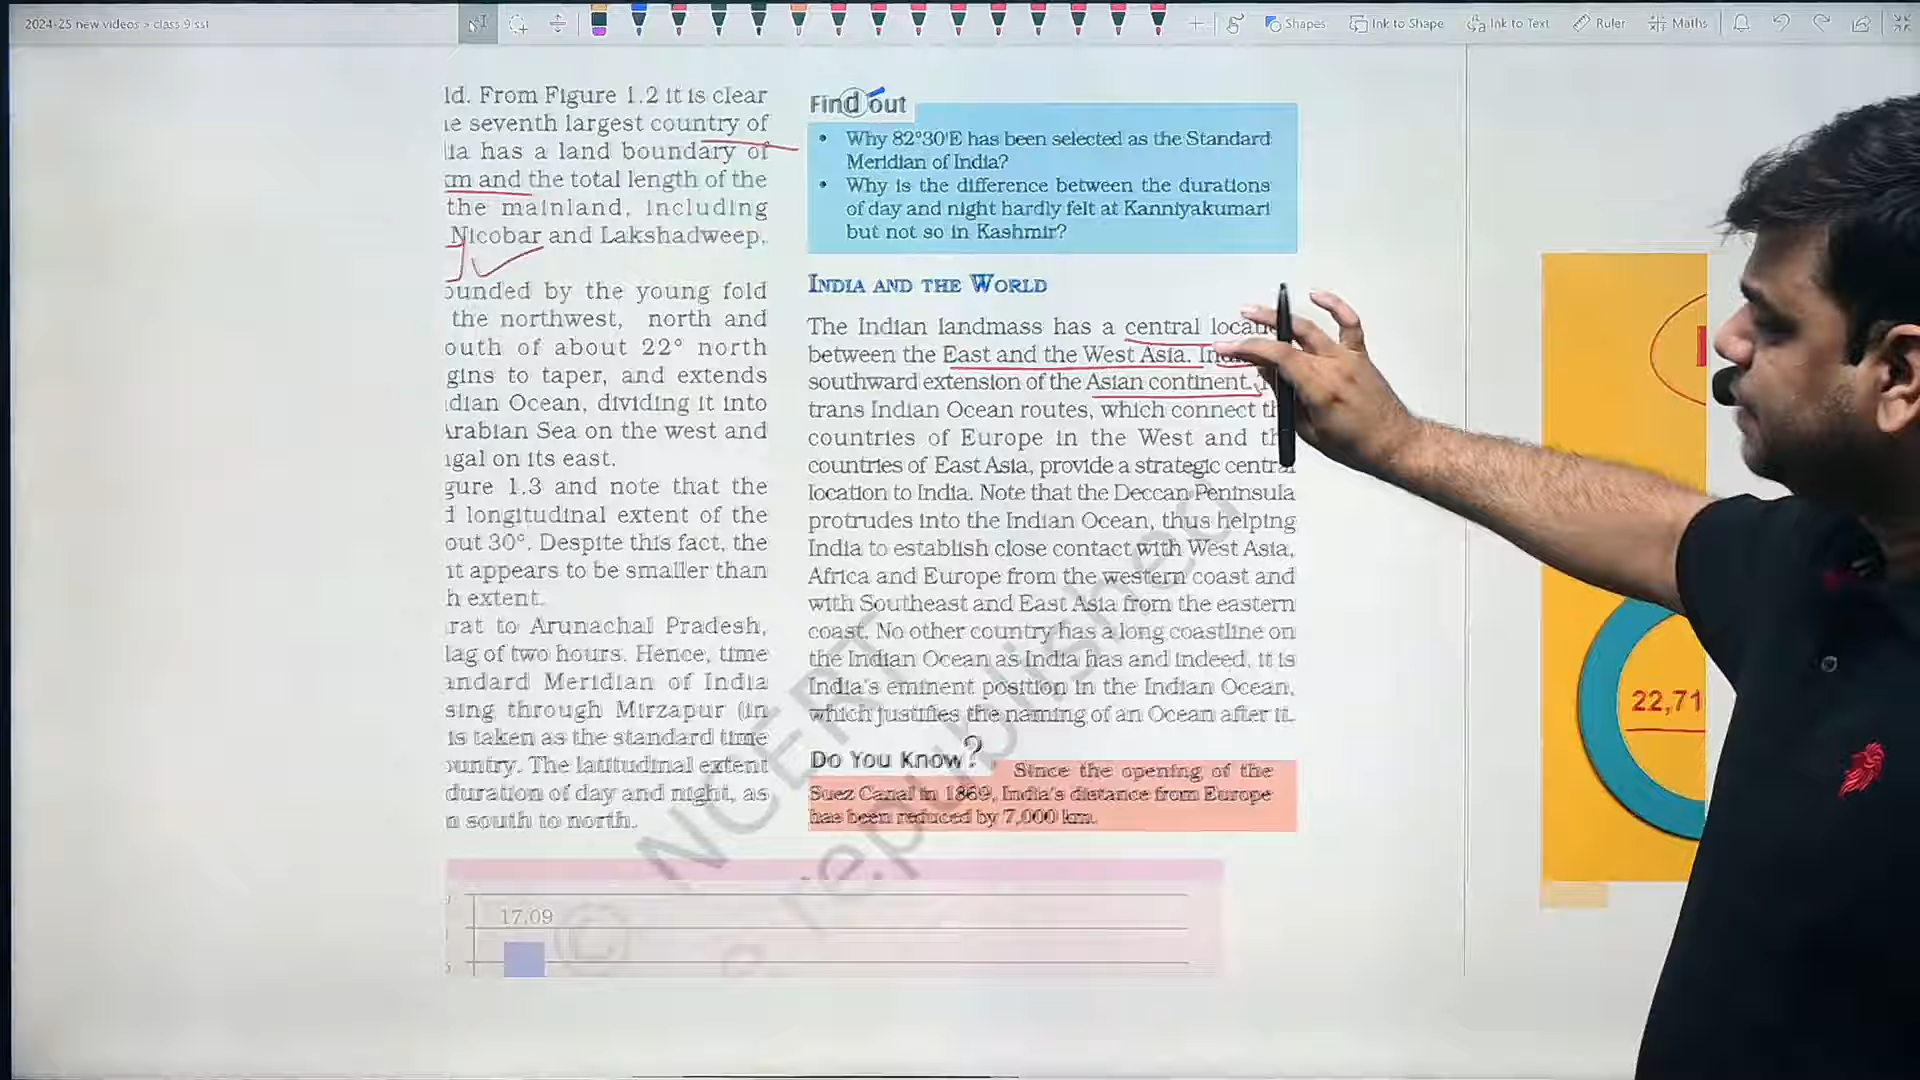 2024-25 new videos > class 9 sst
Shapes
Ink to Shape
Ink to Text
Ruler
Maths
ld. From Figure 1.2 it is clear
seventh largest country of
has a land boundary of
and the total length of the
the mainland, including
Nicobar and Lakshadweep,
by the young fold
the northwest, north and
of about 22° north
to taper, and extends
Ocean, dividing it into
Sea on the west and
on its east.
1.3 and note that the
longitudinal extent of the
30°. Despite this fact, the
it appears to be smaller than
h extent.
rat to Arunachal Pradesh,
lag of two hours. Hence, time
Meridian of India
sing through Mirzapur (in
is taken as the standard time
The latitudinal extent
duration of day and night, as
n south to north.
17.09
Find out
• Why 82°30'E has been selected as the Standard
Meridian of India?
• Why is the difference between the durations
of day and night hardly felt at Kanniyakumari
but not so in Kashmir?
INDIA AND THE WORLD
The Indian landmass has a central
between the East and the West Asia.
southward extension of the Asian continent.
trans Indian Ocean routes, which connect
countries of Europe in the West and
countries of East Asia, provide a strategic central
location to India. Note that the Deccan Peninsula
protrudes into the Indian Ocean, thus helping
India to establish close contact with West Asia,
Africa and Europe from the western coast and
with Southeast and East Asia from the eastern
coast. No other country has a long coastline on
the Indian Ocean as India has and indeed, it is
India's eminent position in the Indian Ocean,
which justifies the naming of an Ocean after it.
Do You Know?
Since the opening of the
Suez Canal in 1869, India's distance from Europe
has been reduced by 7,000 km.
© NCERT
republished
22,71